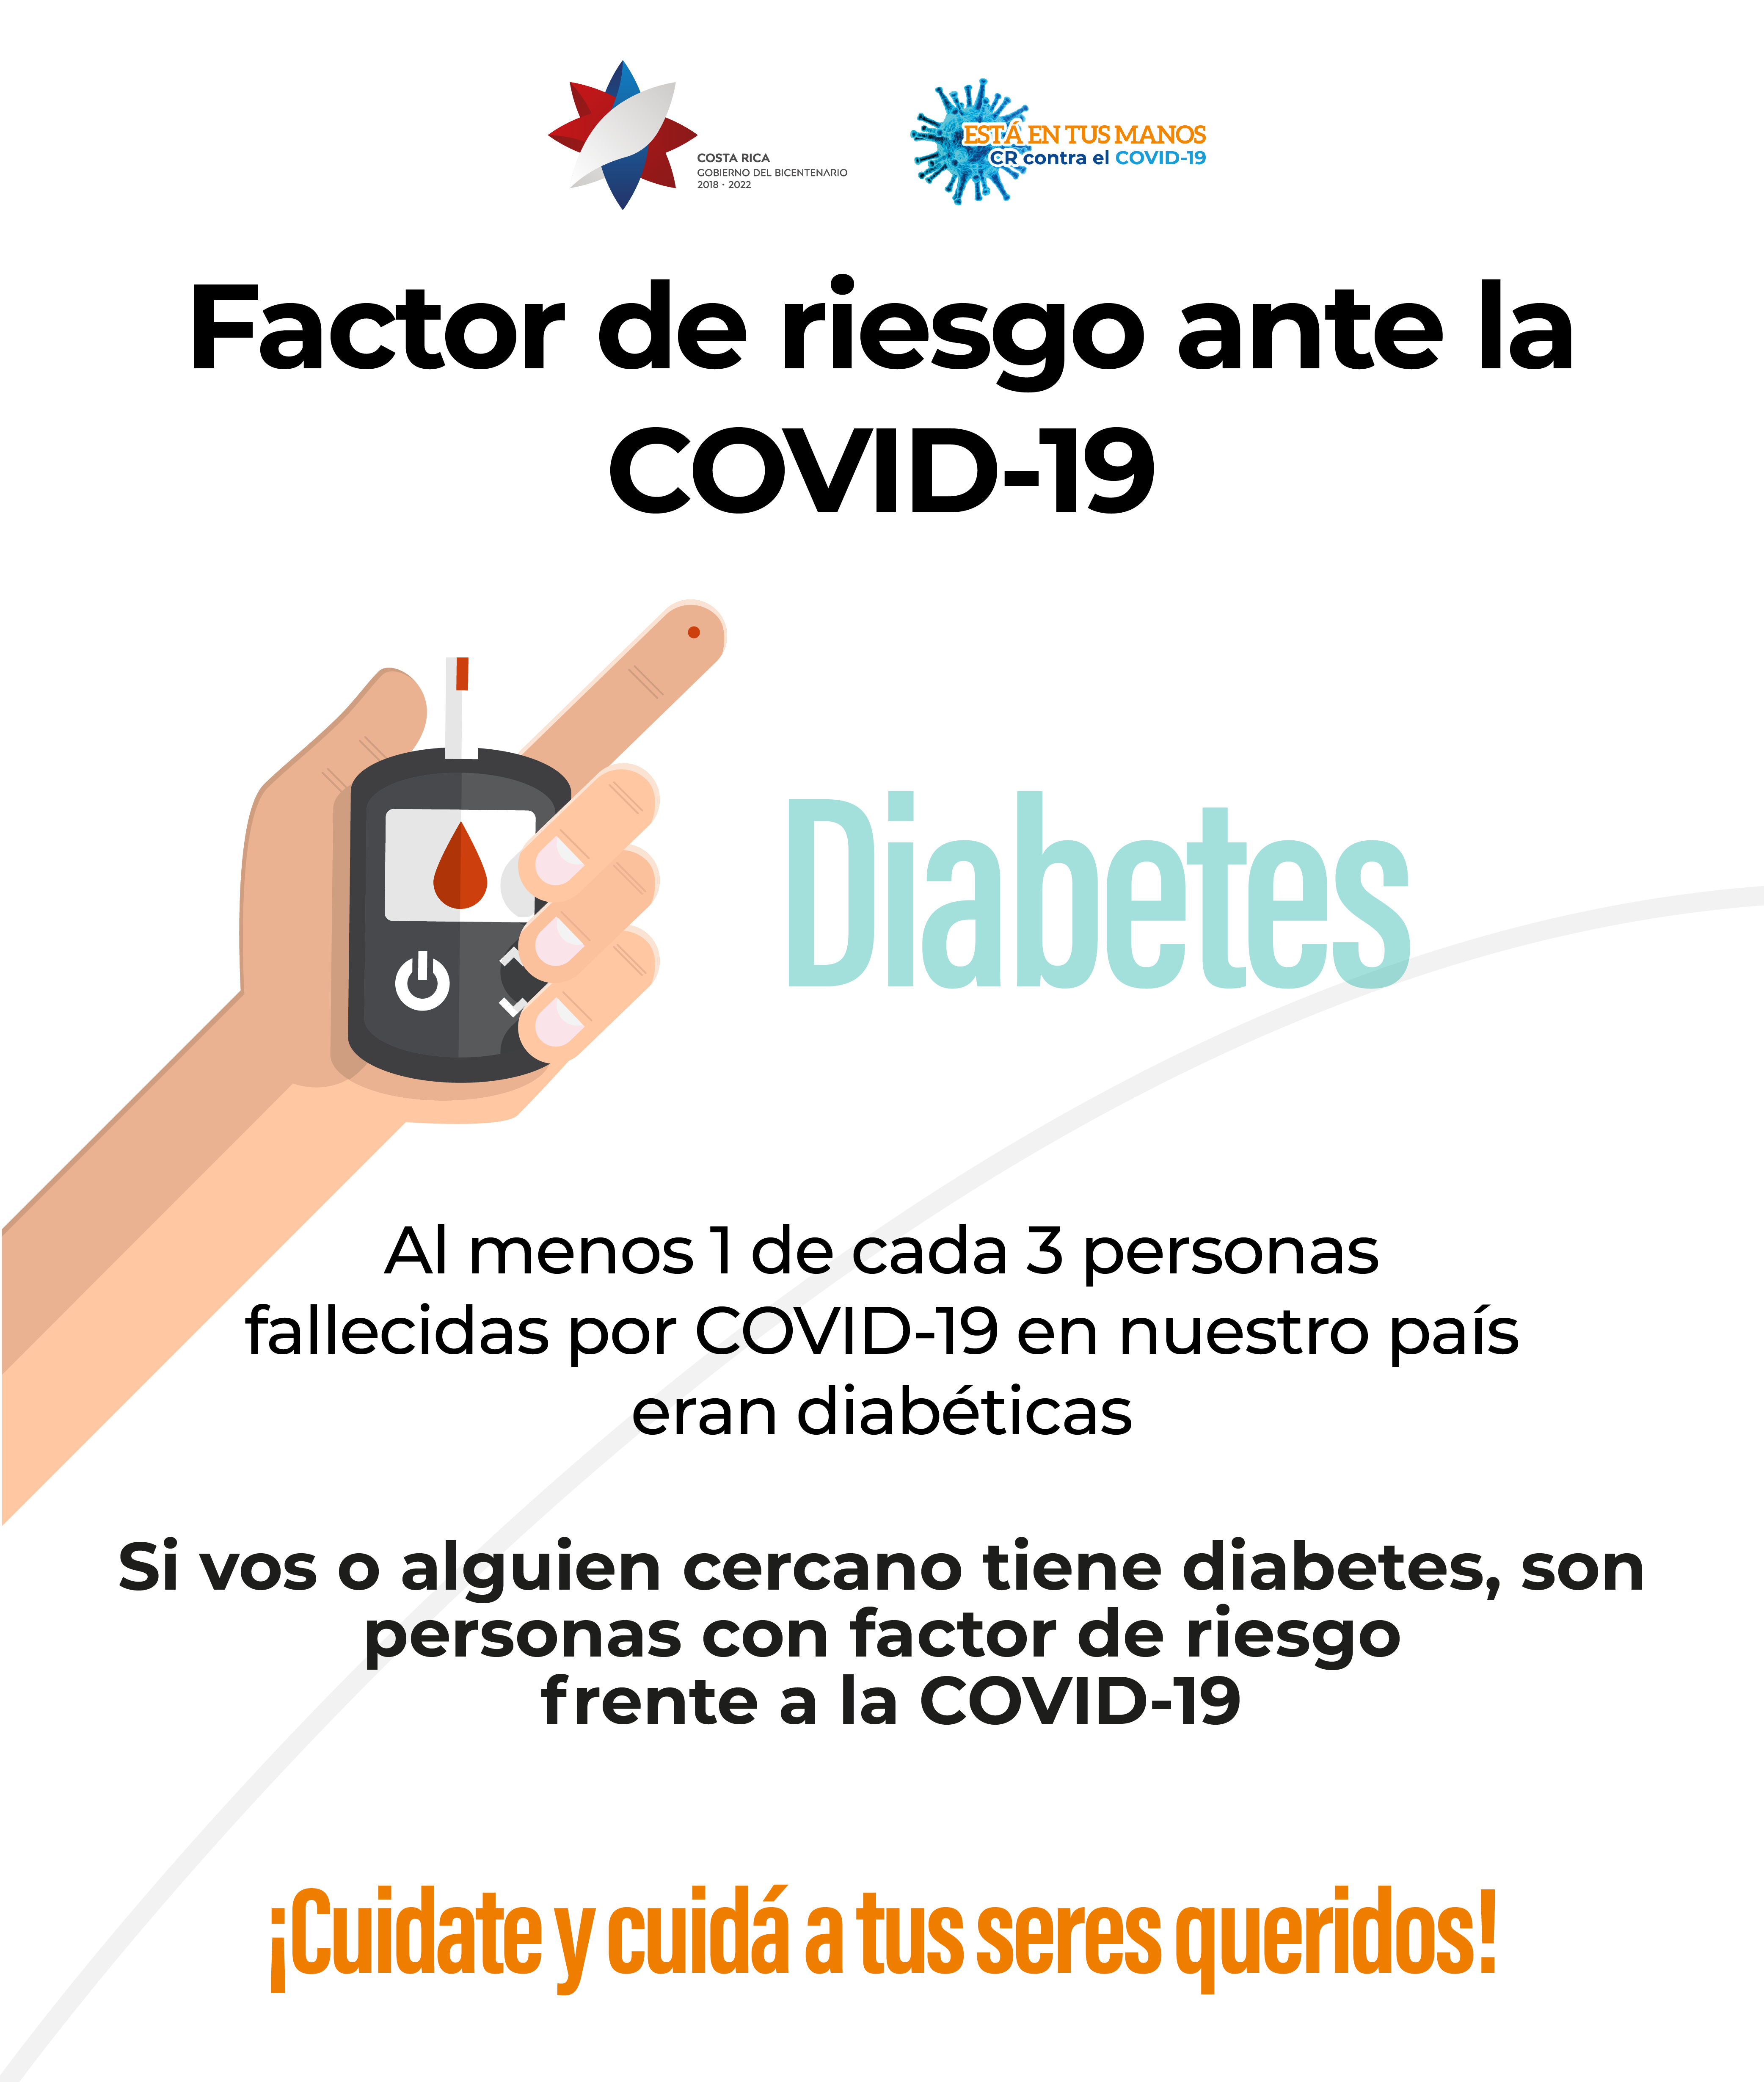 COSTA RICA
GOBIERNO DEL BICENTENARIO
2018 · 2022
ESTÁ EN TUS MANOS
CR contra el COVID-19
Factor de riesgo ante la
COVID-19
Diabetes
Al menos 1 de cada 3 personas
fallecidas por COVID-19 en nuestro país
eran diabéticas
Si vos o alguien cercano tiene diabetes, son
personas con factor de riesgo
frente a la COVID-19
¡Cuidate y cuidá a tus seres queridos!